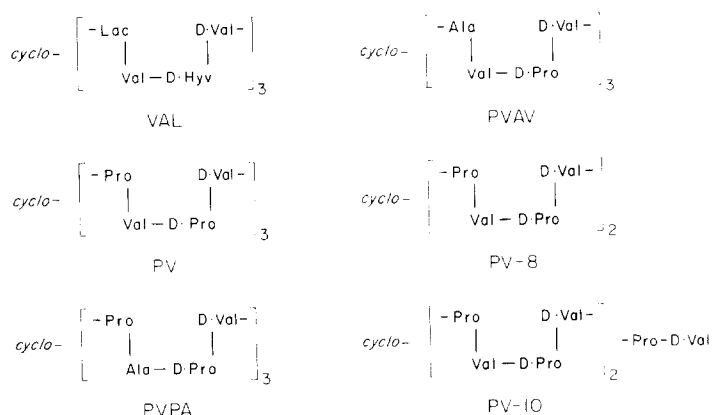 cyclo- -Lac D·Val- 3
Val — D·Hyv
VAL
cyclo- -Ala D·Val- 3
Val — D·Pro
PVAV
cyclo- -Pro D·Val- 3
Val — D·Pro
PV
cyclo- -Pro D·Val- 2
Val — D·Pro
PV-8
cyclo- -Pro D·Val- 3
Ala — D·Pro
PVPA
cyclo- -Pro D·Val- 2 -Pro-D·Val
Val — D·Pro
PV-10